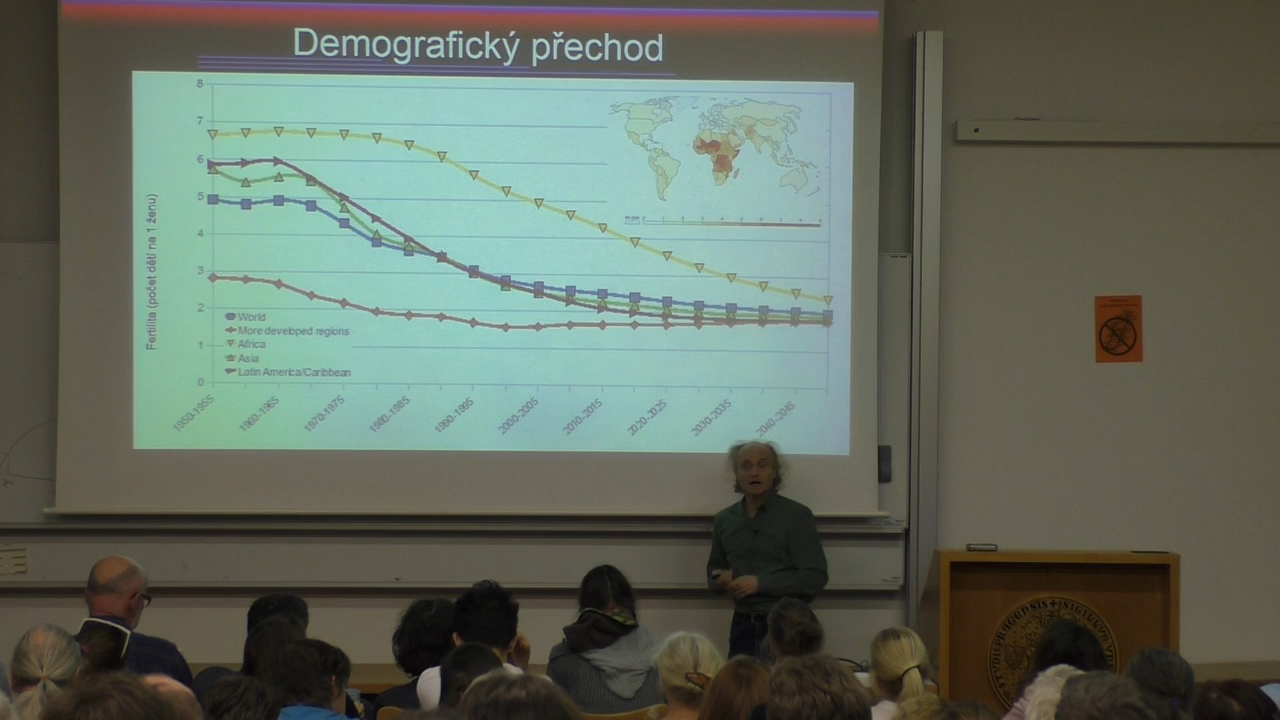 Demografický přechod
Fertilita (počet dětí na 1 ženu)
8
7
6
5
4
3
2
1
0
World
More developed regions
Africa
Asia
Latin America/Caribbean
1950-1955
1960-1965
1970-1975
1980-1985
1990-1995
2000-2005
2010-2015
2020-2025
2030-2035
2040-2045